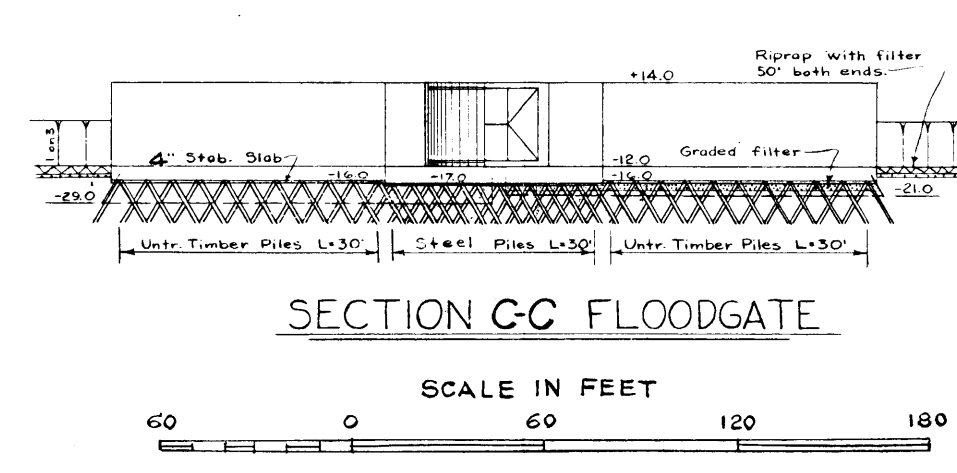 Riprap with filter
50' both ends.
+14.0
1 on 3
4" Stab. Slab
-12.0
Graded filter
-16.0
-17.0
-16.0
-29.0'
-21.0
Untr. Timber Piles L=30'
Steel Piles L=30'
Untr. Timber Piles L=30'
SECTION C-C FLOODGATE
SCALE IN FEET
60 0 60 120 180